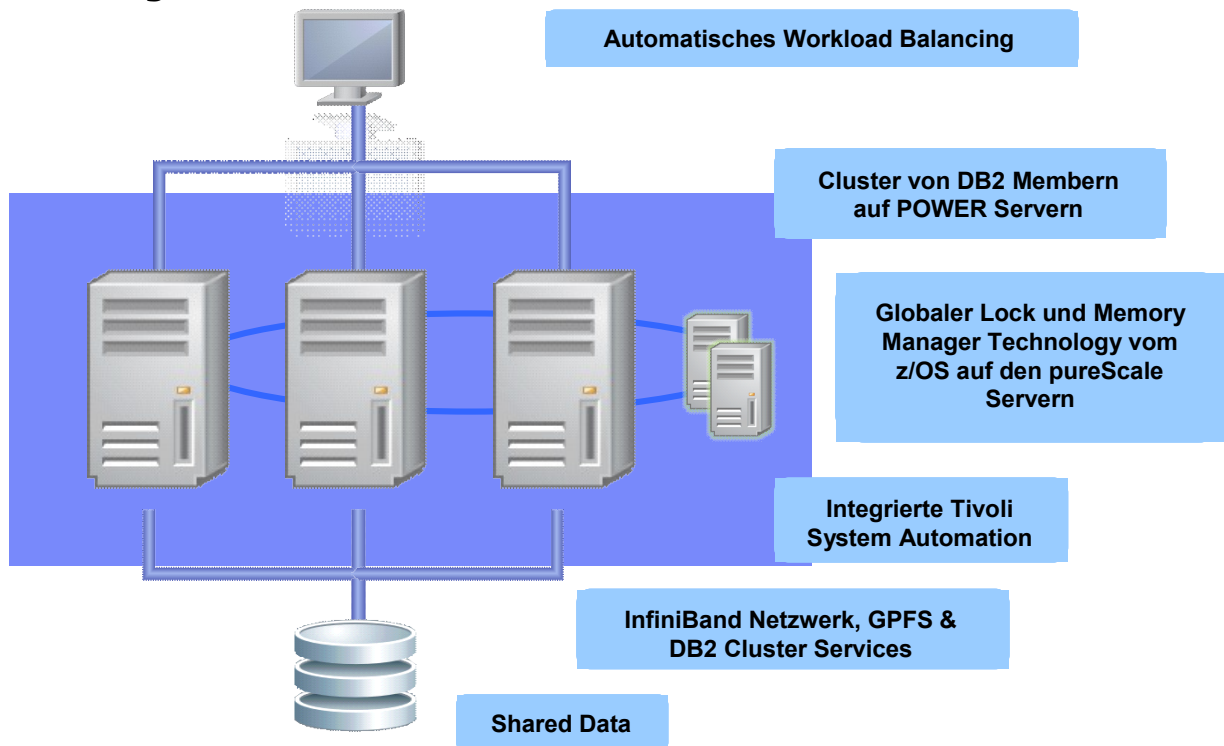 Automatisches Workload Balancing
Cluster von DB2 Membern
auf POWER Servern
Globaler Lock und Memory
Manager Technology vom
z/OS auf den pureScale
Servern
Integrierte Tivoli
System Automation
InfiniBand Netzwerk, GPFS &
DB2 Cluster Services
Shared Data